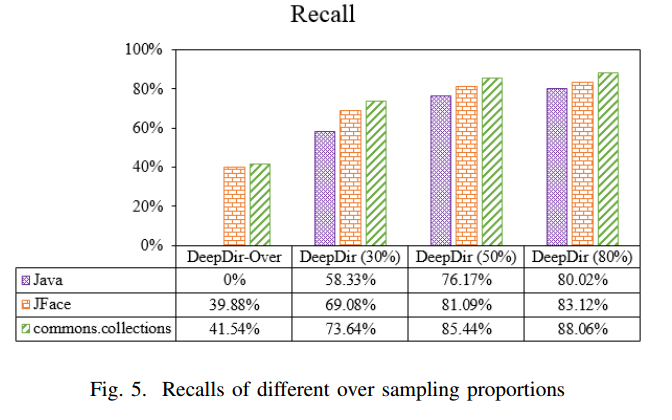 Recall
100%
80%
60%
40%
20%
0%
DeepDir-Over DeepDir (30%) DeepDir (50%) DeepDir (80%)
Java 0% 58.33% 76.17% 80.02%
JFace 39.88% 69.08% 81.09% 83.12%
commons.collections 41.54% 73.64% 85.44% 88.06%
Fig. 5. Recalls of different over sampling proportions